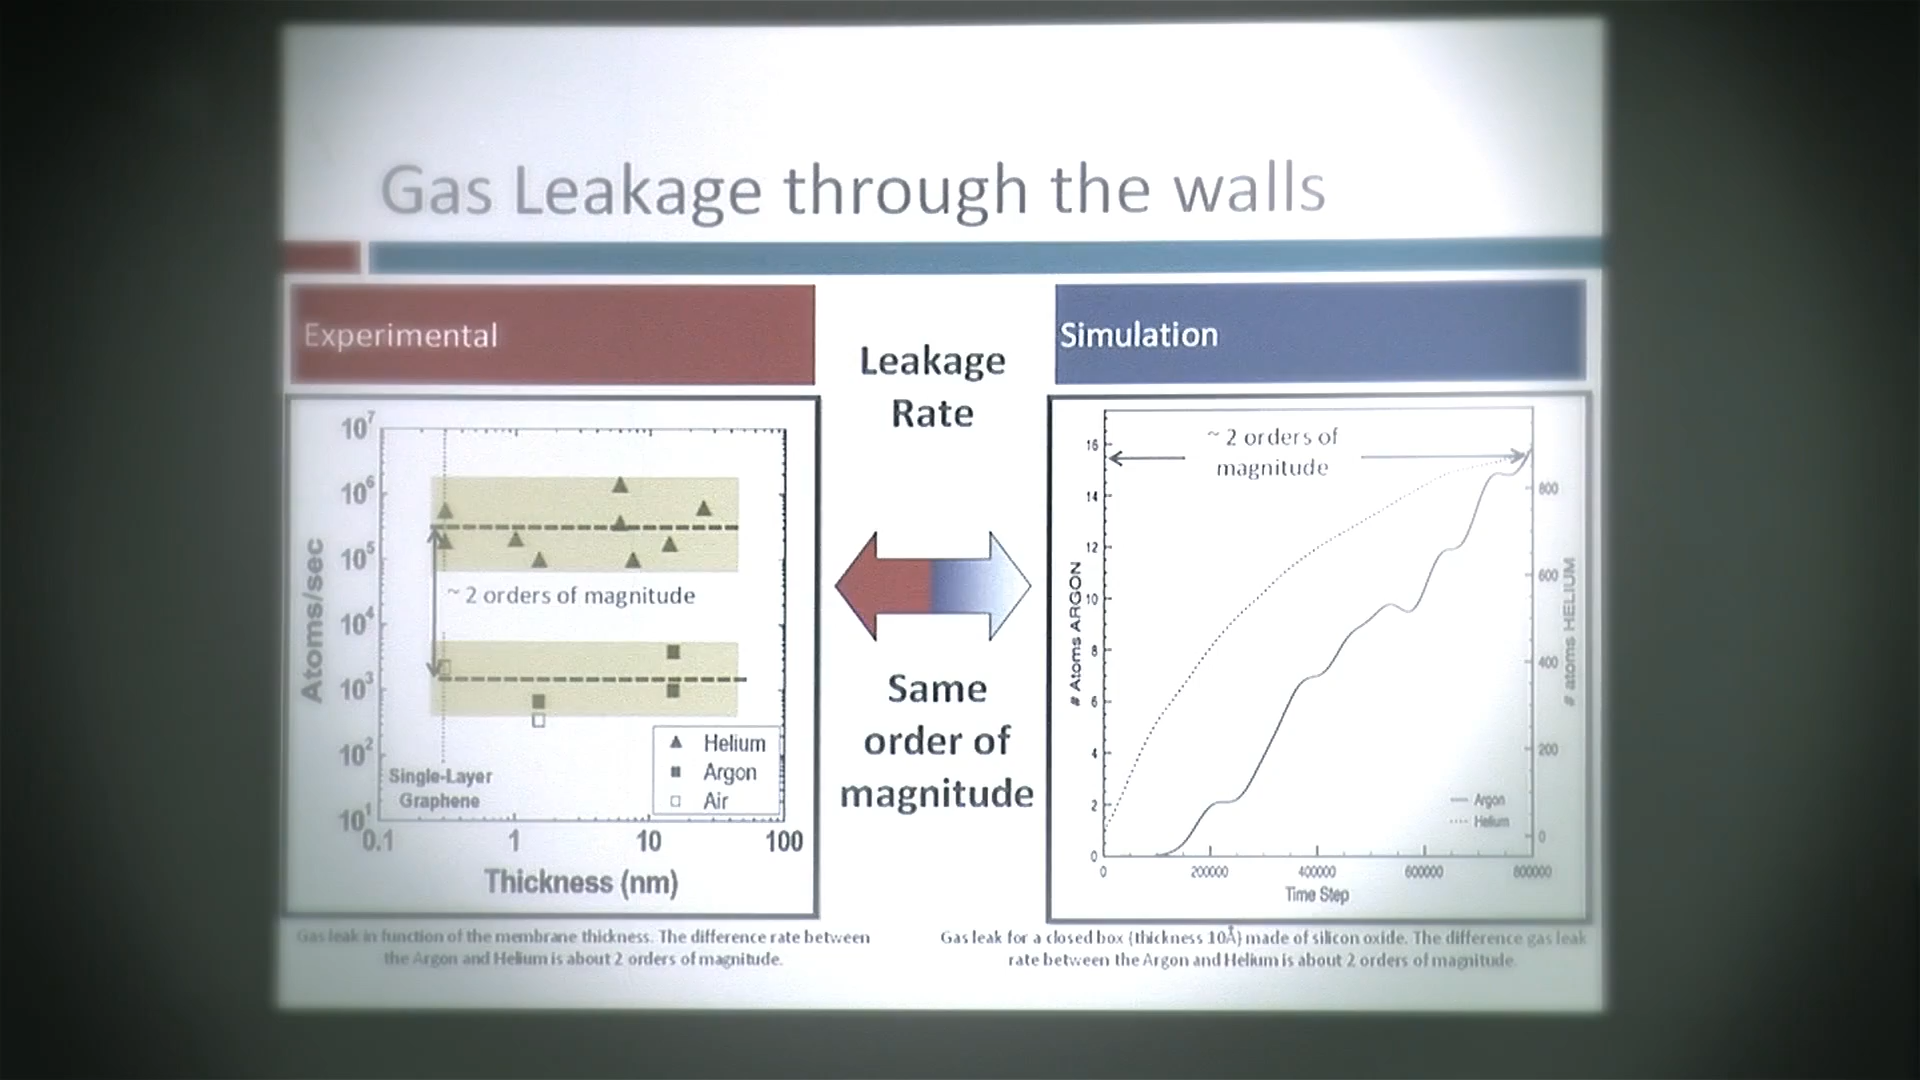 Gas Leakage through the walls
Experimental
Leakage
Rate
Simulation
10^7
10^6
10^5
10^4
10^3
10^2
10^1
Atoms/sec
~ 2 orders of magnitude
Single-Layer
Graphene
Helium
Argon
Air
0.1 1 10 100
Thickness (nm)
Same
order of
magnitude
~ 2 orders of
magnitude
16
14
12
10
8
6
4
2
0
# Atoms ARGON
800
600
400
200
0
# atoms HELIUM
Argon
Helium
0 200000 400000 600000 800000
Time Step
Gas leak in function of the membrane thickness. The difference rate between
the Argon and Helium is about 2 orders of magnitude.
Gas leak for a closed box (thickness 10Å) made of silicon oxide. The difference gas leak
rate between the Argon and Helium is about 2 orders of magnitude.